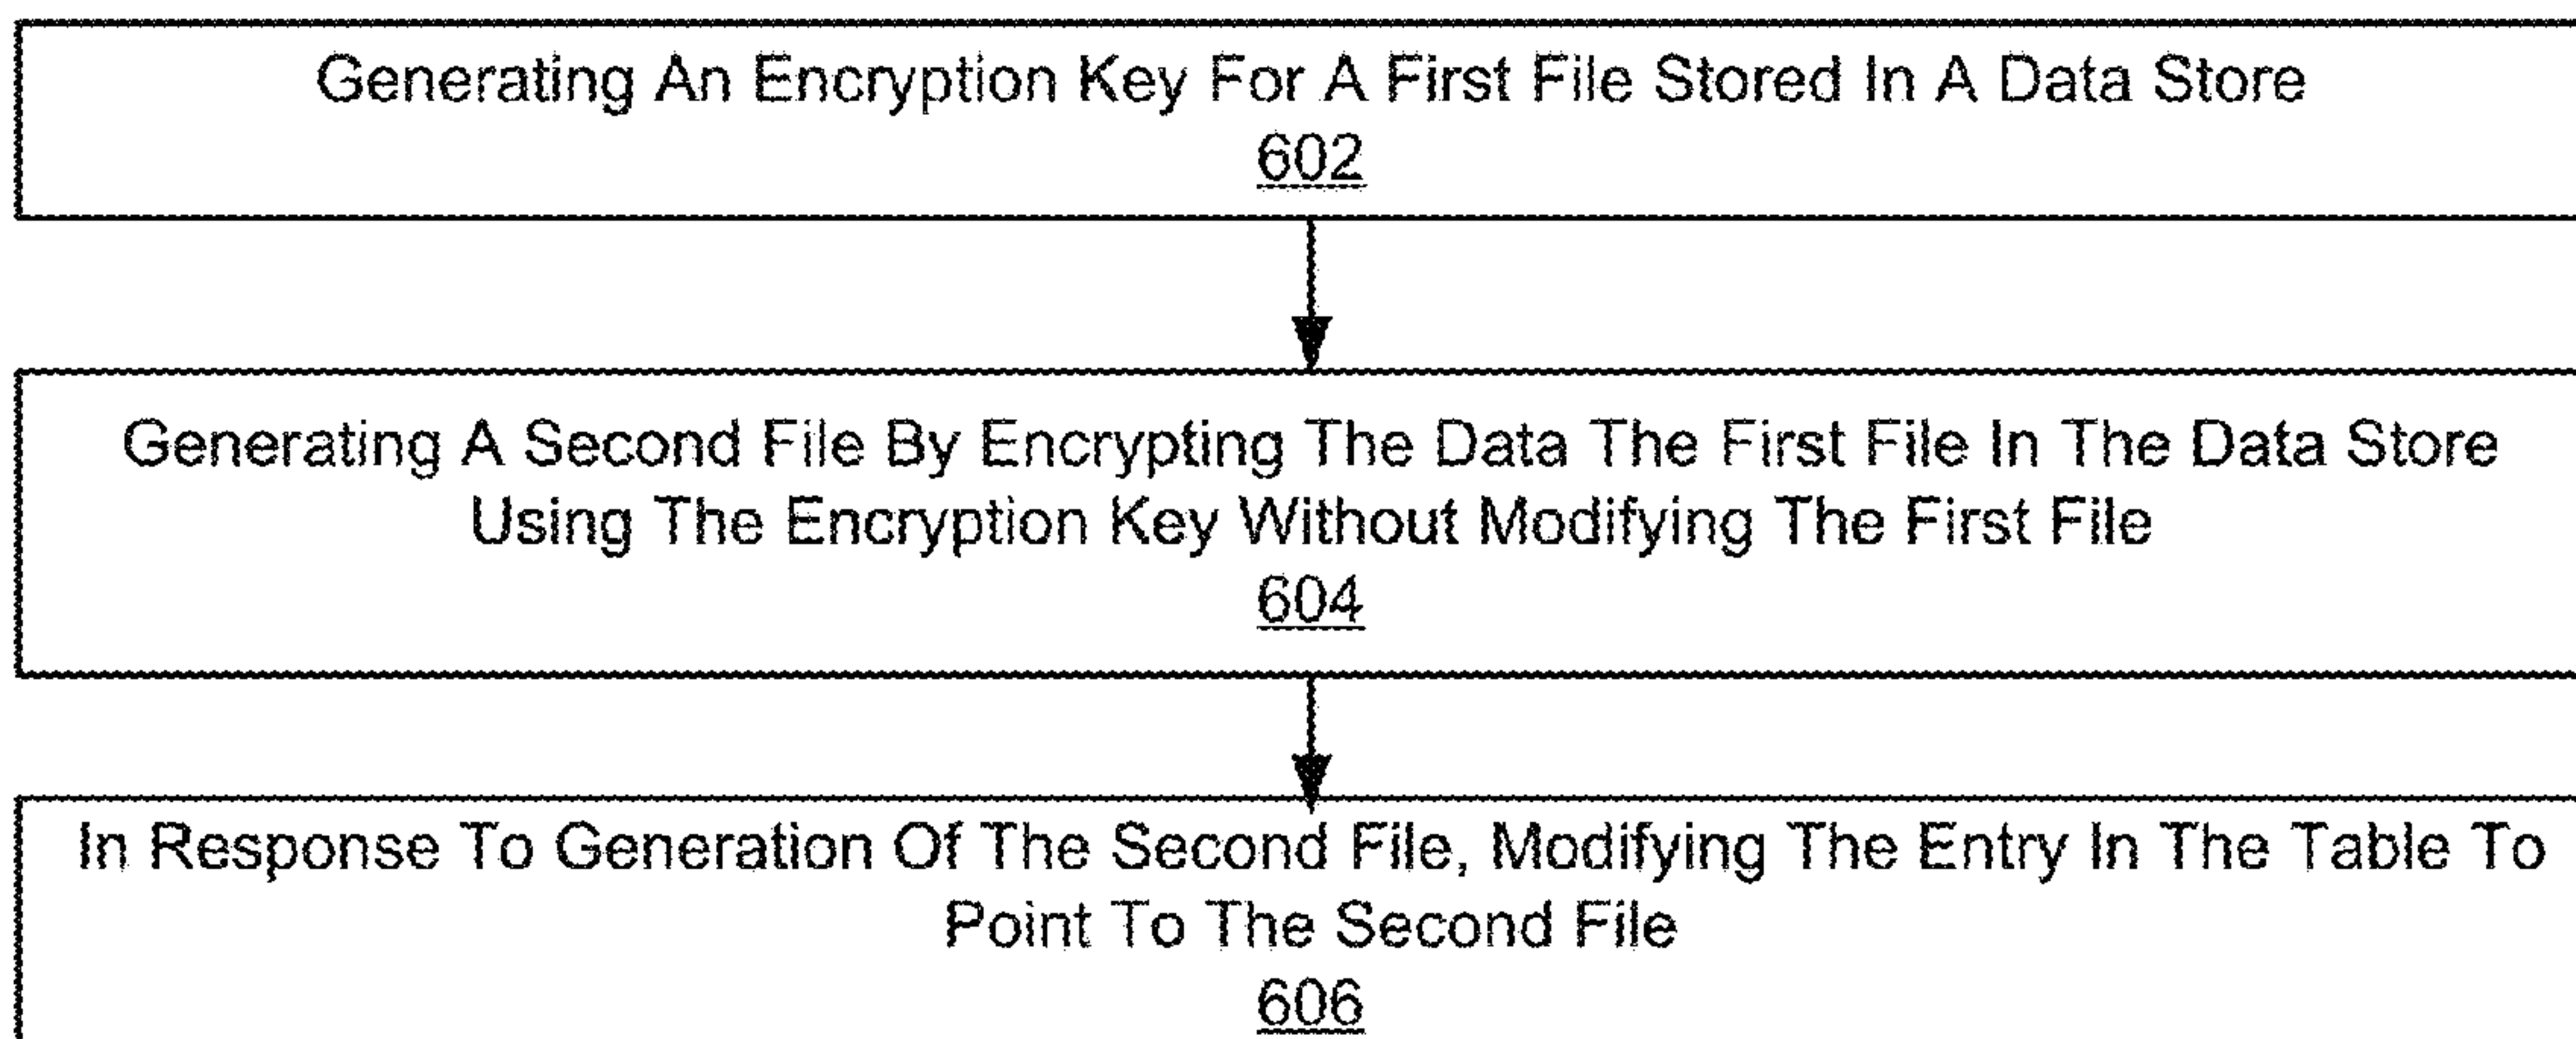 Generating An Encryption Key For A First File Stored In A Data Store
602
Generating A Second File By Encrypting The Data The First File In The Data Store
Using The Encryption Key Without Modifying The First File
604
In Response To Generation Of The Second File, Modifying The Entry In The Table To
Point To The Second File
606